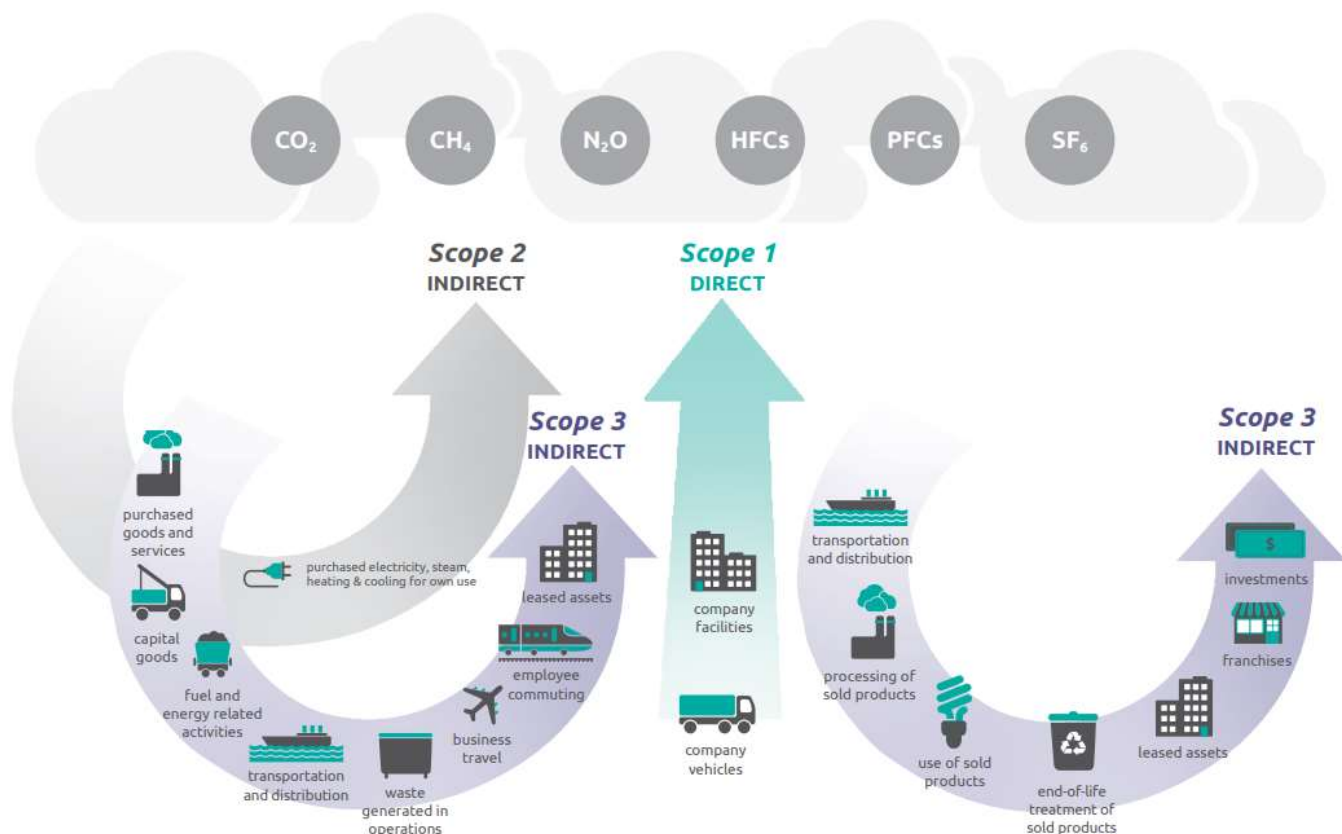 CO₂
CH₄
N₂O
HFCs
PFCs
SF₆
Scope 2
INDIRECT
Scope 1
DIRECT
Scope 3
INDIRECT
Scope 3
INDIRECT
purchased
goods and
services
capital
goods
fuel and
energy related
activities
purchased electricity, steam,
heating & cooling for own use
transportation
and distribution
waste
generated in
operations
business
travel
employee
commuting
leased assets
company
facilities
company
vehicles
transportation
and distribution
processing of
sold products
use of sold
products
end-of-life
treatment of
sold products
leased assets
franchises
$
investments